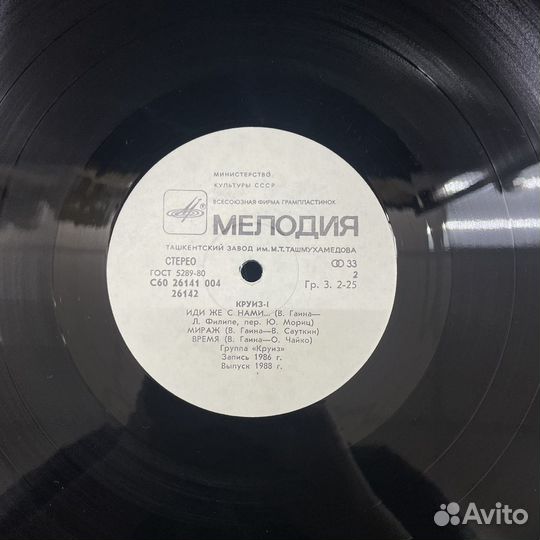 МИНИСТЕРСТВО
КУЛЬТУРЫ СССР
ВСЕСОЮЗНАЯ ФИРМА ГРАМПЛАСТИНОК
МЕЛОДИЯ
ТАШКЕНТСКИЙ ЗАВОД ИМ. М.Т. ТАШМУХАМЕДОВА
СТЕРЕО 33
ГОСТ 5289-80 2
С60 26141 004 Гр. 3. 2-25
26142
КРУИЗ-I
ИДИ ЖЕ С НАМИ... (В. Гаина—
Л. Филипе, пер. Ю. Мориц)
МИРАЖ (В. Гаина—В. Сауткин)
ВРЕМЯ (В. Гаина—О. Чайко)
Группа «Круиз»
Запись 1986 г.
Выпуск 1988 г.
Avito